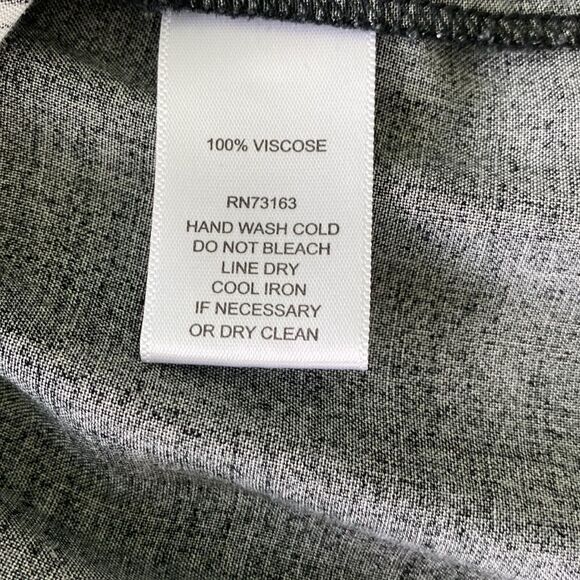 100% VISCOSE
RN73163
HAND WASH COLD
DO NOT BLEACH
LINE DRY
COOL IRON
IF NECESSARY
OR DRY CLEAN